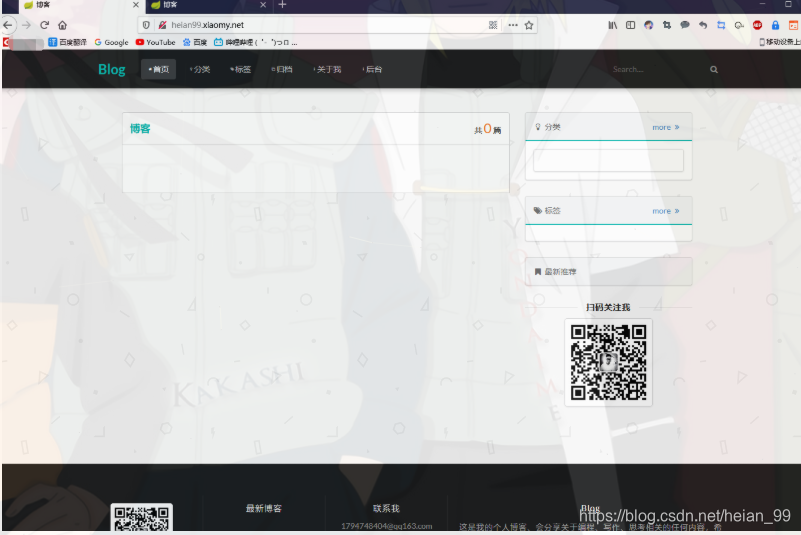 博客
博客
heian99.xiaomy.net
百度翻译 Google YouTube 百度 哔哩哔哩 ( ゜- ゜)つロ ...
移动设备上
Blog 首页 分类 标签 归档 关于我 后台 Search...
博客 共0篇
分类 more »
标签 more »
最新推荐
扫码关注我
KAKASHI
最新博客 联系我 Blog
1794748404@qq163.com
这是我的个人博客，会分享关于编程，写作，思考相关的任何内容，希
https://blog.csdn.net/heian_99